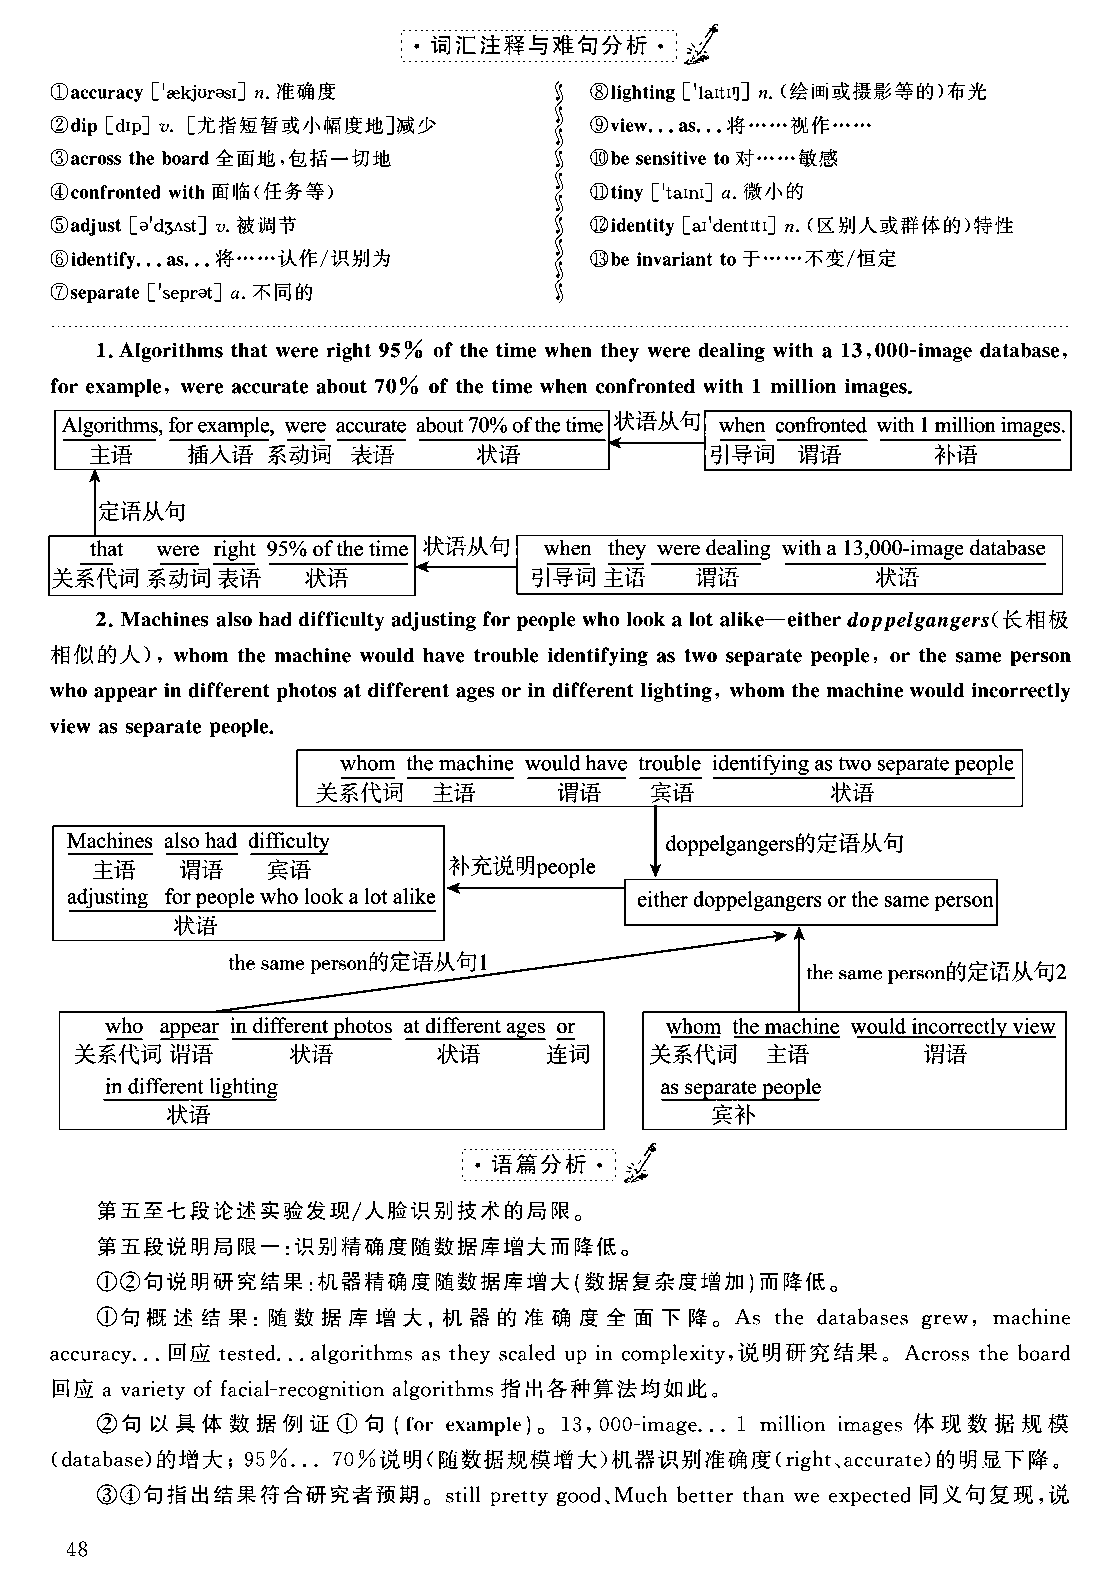 ·词汇注释与难句分析·
①accuracy ['ækjʊrəsɪ] n. 准确度
②dip [dɪp] v. [尤指短暂或小幅度地]减少
③across the board 全面地,包括一切地
④confronted with 面临(任务等)
⑤adjust [ə'dʒʌst] v. 被调节
⑥identify...as...将……认作/识别为
⑦separate ['seprət] a. 不同的
⑧lighting ['laɪtɪŋ] n. (绘画或摄影等的)布光
⑨view...as...将……视作……
⑩be sensitive to 对……敏感
⑪tiny ['taɪnɪ] a. 微小的
⑫identity [aɪ'dentɪtɪ] n. (区别人或群体的)特性
⑬be invariant to 于……不变/恒定
1. Algorithms that were right 95% of the time when they were dealing with a 13,000-image database,
for example, were accurate about 70% of the time when confronted with 1 million images.
Algorithms, for example, were accurate about 70% of the time 状语从句 when confronted with 1 million images.
主语 插入语 系动词 表语 状语 引导词 谓语 补语
定语从句
that were right 95% of the time 状语从句 when they were dealing with a 13,000-image database
关系代词 系动词 表语 状语 引导词 主语 谓语 状语
2. Machines also had difficulty adjusting for people who look a lot alike—either doppelgangers(长相极
相似的人), whom the machine would have trouble identifying as two separate people, or the same person
who appear in different photos at different ages or in different lighting, whom the machine would incorrectly
view as separate people.
whom the machine would have trouble identifying as two separate people
关系代词 主语 谓语 宾语 状语
Machines also had difficulty
主语 谓语 宾语
adjusting for people who look a lot alike
状语
doppelgangers的定语从句
补充说明people
either doppelgangers or the same person
the same person的定语从句1
the same person的定语从句2
who appear in different photos at different ages or
关系代词 谓语 状语 状语 连词
in different lighting
状语
whom the machine would incorrectly view
关系代词 主语 谓语
as separate people
宾补
·语篇分析·
第五至七段论述实验发现/人脸识别技术的局限。
第五段说明局限一:识别精确度随数据库增大而降低。
①②句说明研究结果:机器精确度随数据库增大(数据复杂度增加)而降低。
①句概述结果:随数据库增大,机器的准确度全面下降。As the databases grew, machine
accuracy...回应 tested...algorithms as they scaled up in complexity,说明研究结果。Across the board
回应 a variety of facial-recognition algorithms 指出各种算法均如此。
②句以具体数据例证①句(for example)。13,000-image...1 million images 体现数据规模
(database)的增大;95%...70%说明(随数据规模增大)机器识别准确度(right、accurate)的明显下降。
③④句指出结果符合研究者预期。still pretty good、Much better than we expected 同义句复现,说
48